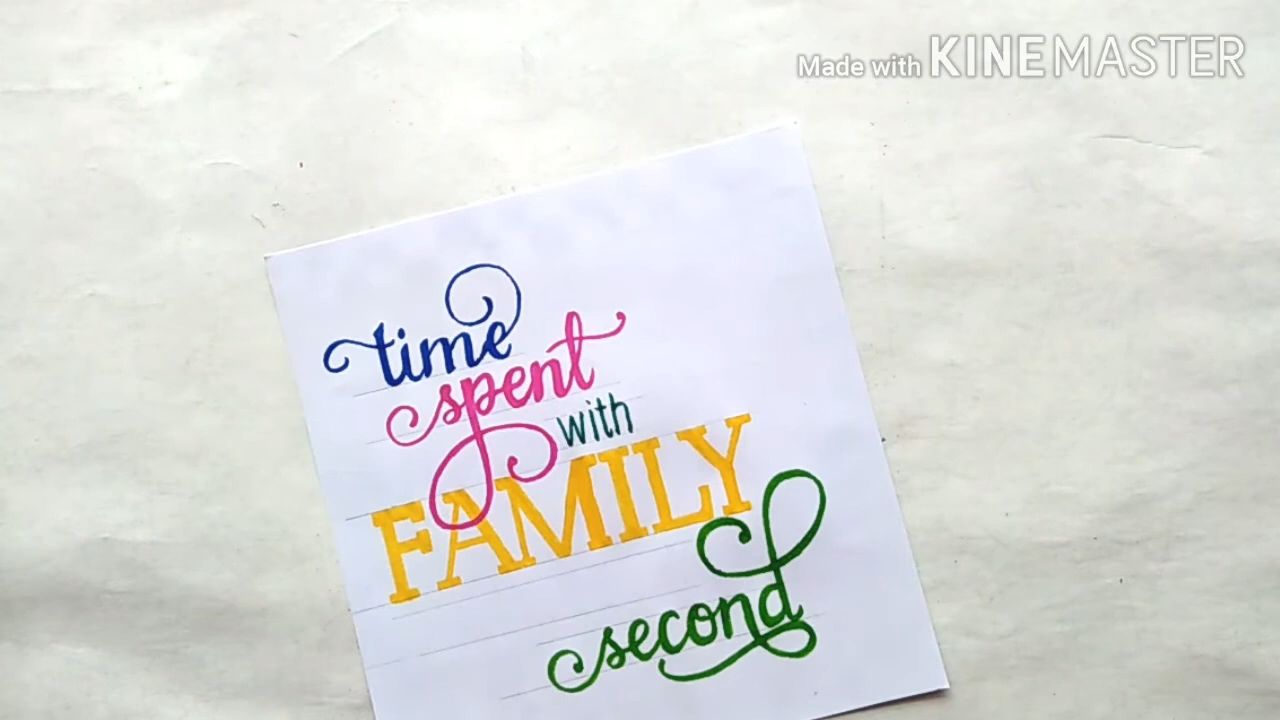 Made with KINEMASTER
time
spent
with
FAMILY
second